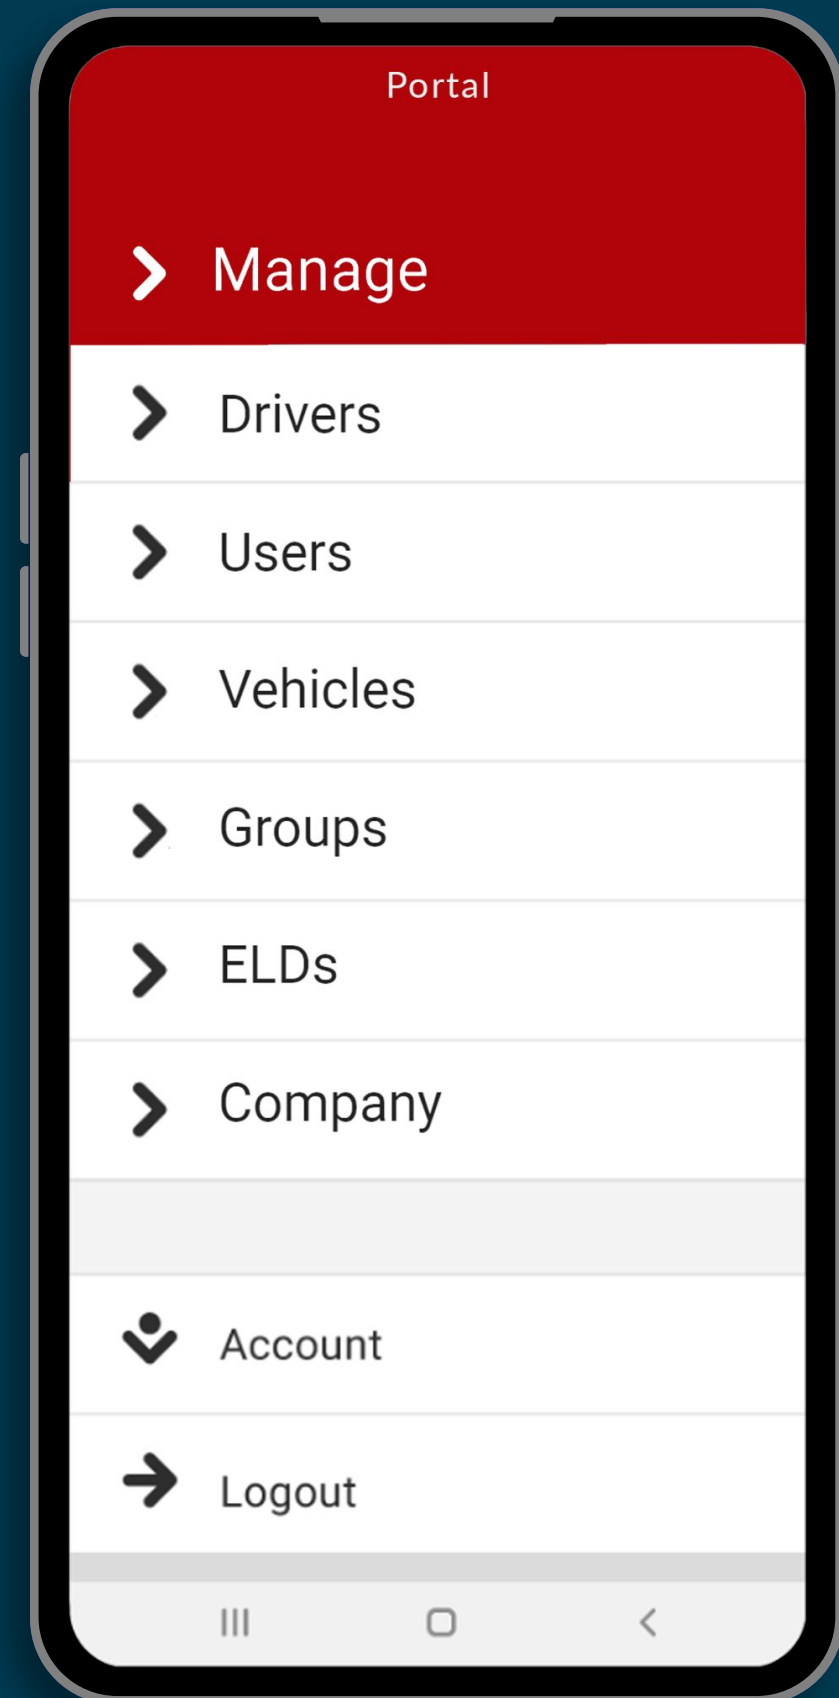 Portal
Manage
Drivers
Users
Vehicles
Groups
ELDs
Company
Account
Logout